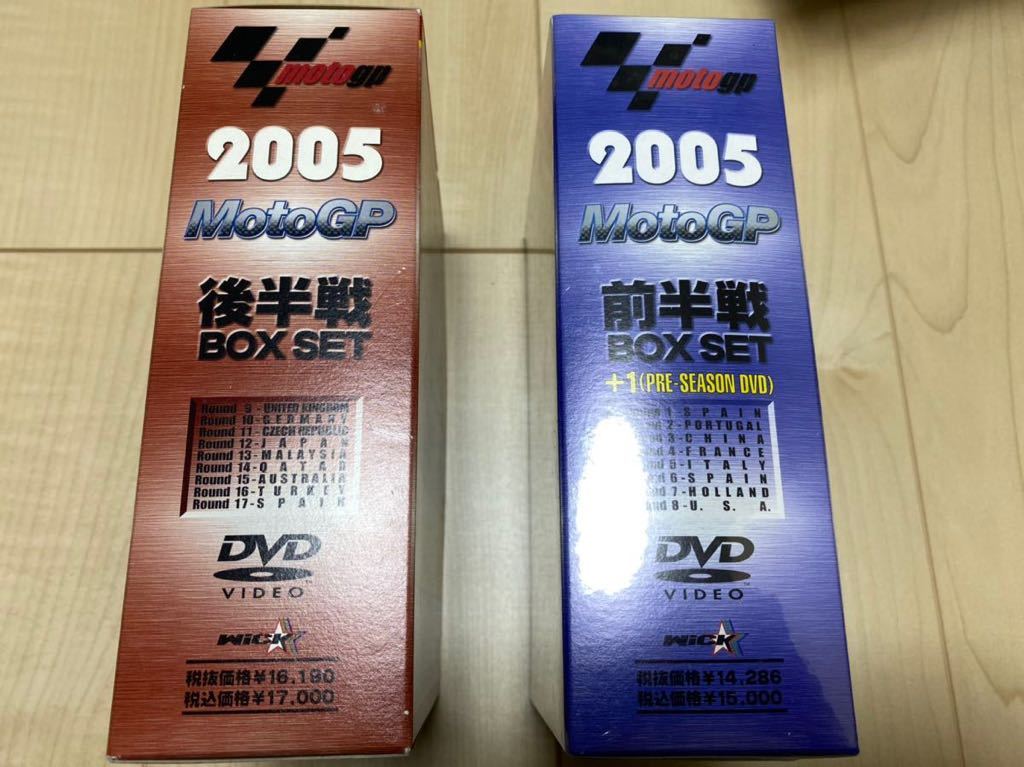 motogp
2005
MotoGP
後半戦
BOX SET
Round 9 - UNITED KINGDOM
Round 10 - GERMANY
Round 11 - CZECH REPUBLIC
Round 12 - JAPAN
Round 13 - MALAYSIA
Round 14 - QATAR
Round 15 - AUSTRALIA
Round 16 - TURKEY
Round 17 - SPAIN
DVD
VIDEO
WiCK
税抜価格¥16,190
税込価格¥17,000
motogp
2005
MotoGP
前半戦
BOX SET
+1(PRE-SEASON DVD)
1 SPAIN
2 - PORTUGAL
3 - CHINA
4 - FRANCE
5 - ITALY
6 - SPAIN
7 - HOLLAND
8 - U. S. A.
DVD
VIDEO
WiCK
税抜価格¥14,286
税込価格¥15,000